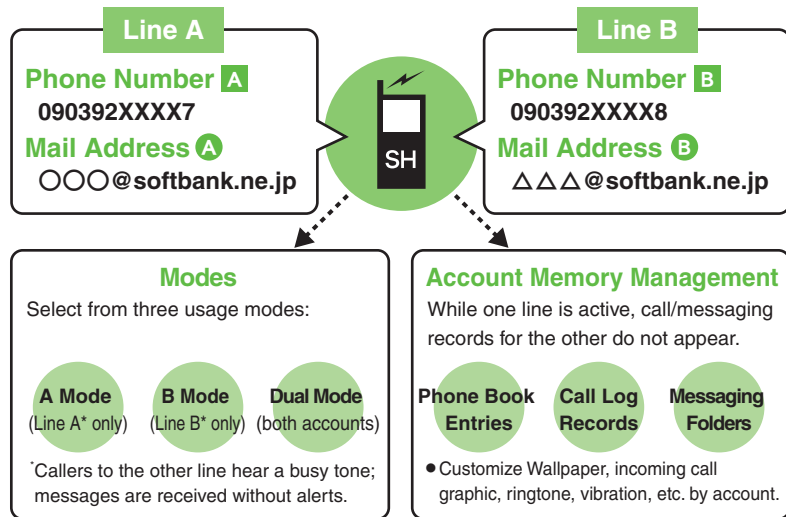 Line A
Phone Number A
090392XXXX7
Mail Address A
○○○@softbank.ne.jp
SH
Line B
Phone Number B
090392XXXX8
Mail Address B
△△△@softbank.ne.jp
Modes
Select from three usage modes:
A Mode
(Line A* only)
B Mode
(Line B* only)
Dual Mode
(both accounts)
*Callers to the other line hear a busy tone;
messages are received without alerts.
Account Memory Management
While one line is active, call/messaging
records for the other do not appear.
Phone Book
Entries
Call Log
Records
Messaging
Folders
●Customize Wallpaper, incoming call
graphic, ringtone, vibration, etc. by account.